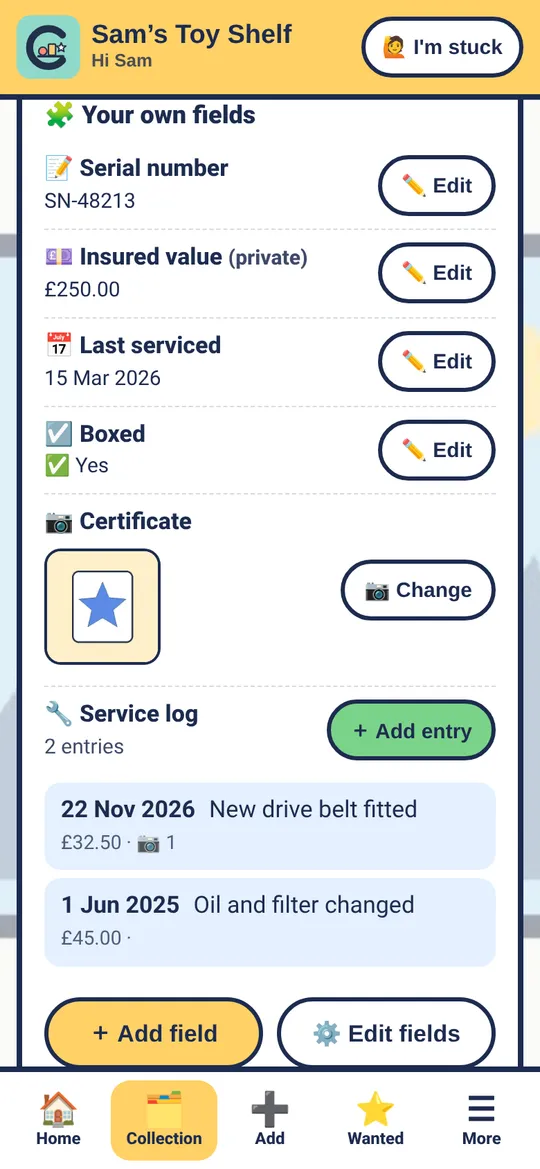 Sam’s Toy Shelf
Hi Sam
🙋 I'm stuck
🧩 Your own fields
📝 Serial number
SN-48213
✏️ Edit
💷 Insured value (private)
£250.00
✏️ Edit
📅 Last serviced
15 Mar 2026
✏️ Edit
☑️ Boxed
✅ Yes
✏️ Edit
📷 Certificate
📷 Change
🔧 Service log
2 entries
+ Add entry
22 Nov 2026 New drive belt fitted
£32.50 · 📷 1
1 Jun 2025 Oil and filter changed
£45.00 ·
+ Add field
⚙️ Edit fields
Home
Collection
Add
Wanted
More